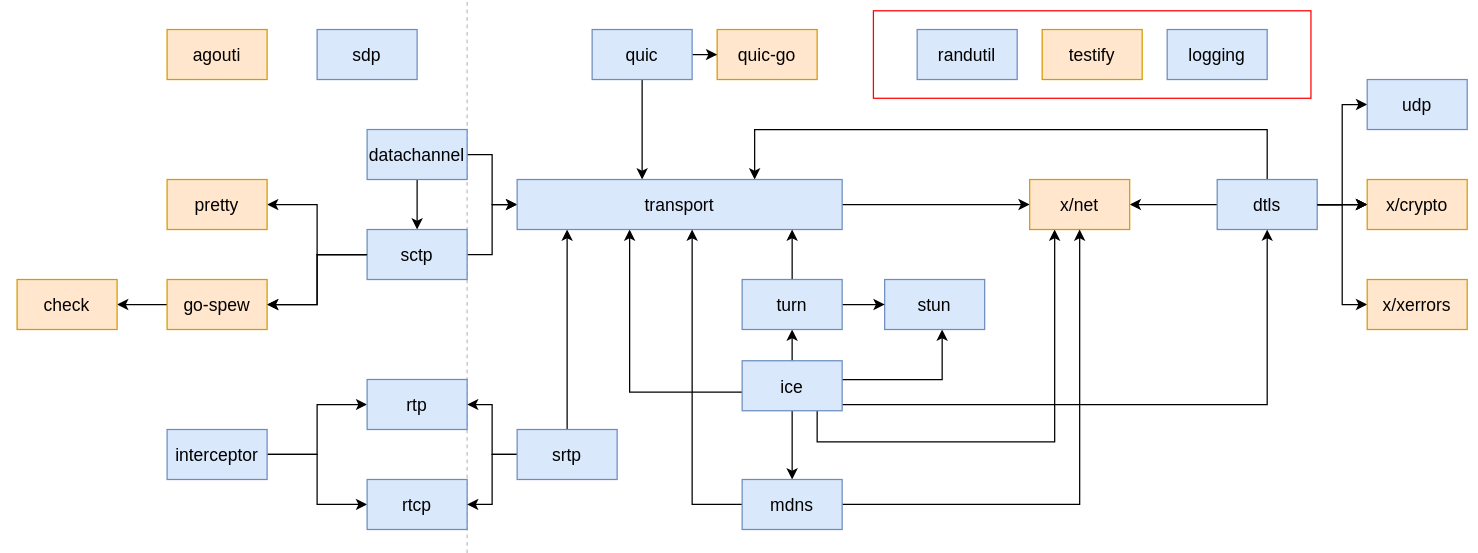 agouti
sdp
quic
quic-go
randutil
testify
logging
udp
datachannel
pretty
transport
x/net
dtls
x/crypto
sctp
check
go-spew
turn
stun
x/xerrors
ice
rtp
interceptor
srtp
rtcp
mdns